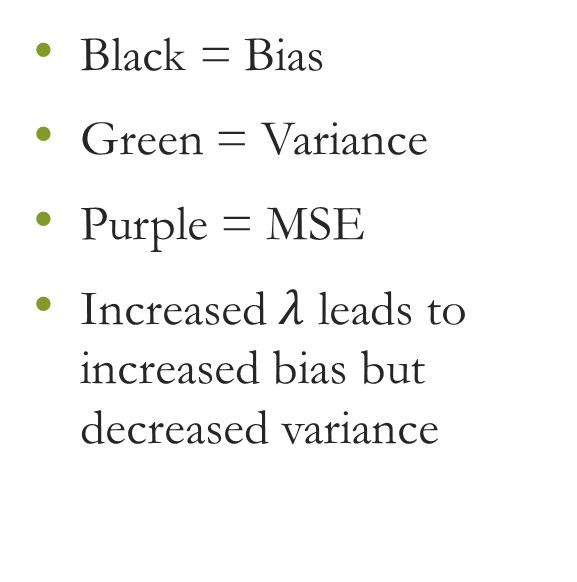 • Black = Bias
• Green = Variance
• Purple = MSE
• Increased λ leads to
increased bias but
decreased variance